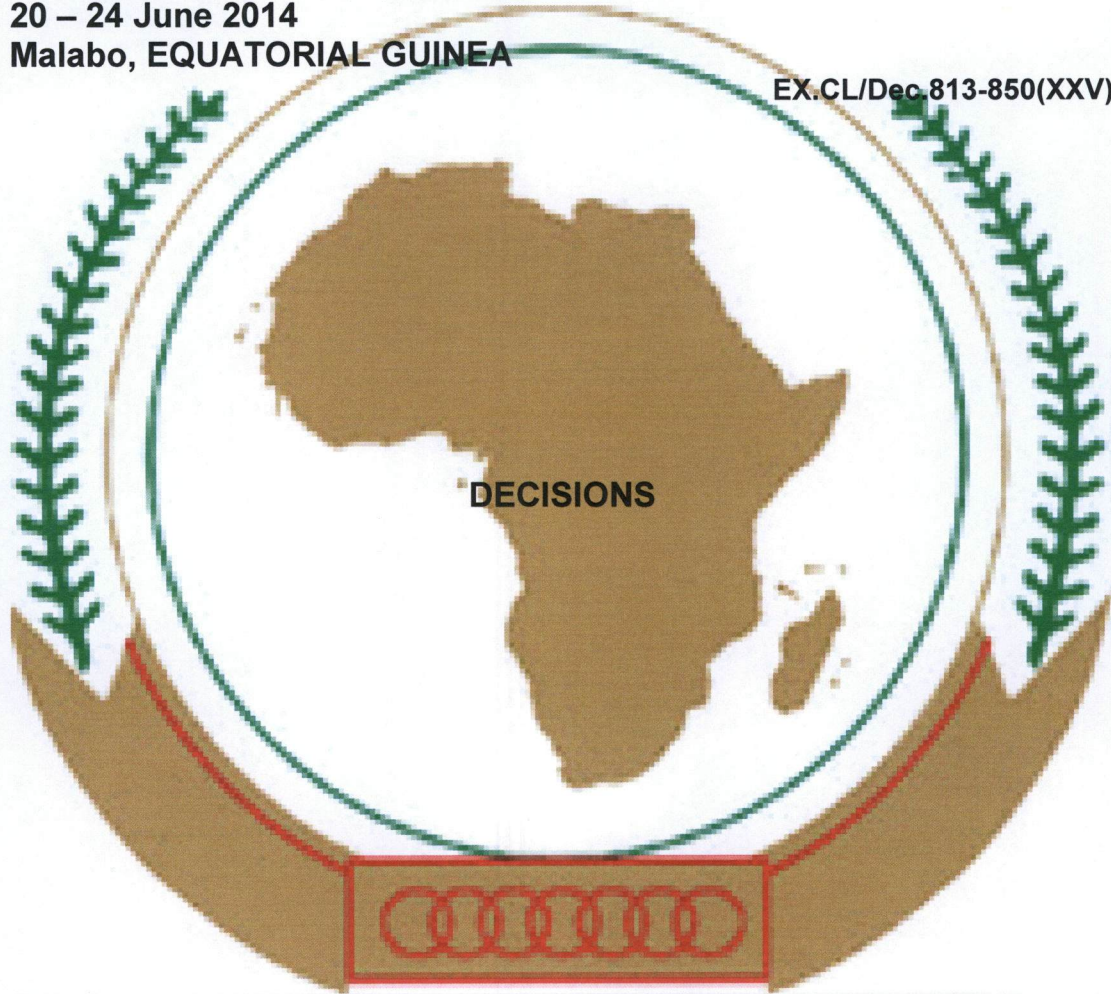 20 – 24 June 2014
Malabo, EQUATORIAL GUINEA
EX.CL/Dec.813-850(XXV)
DECISIONS